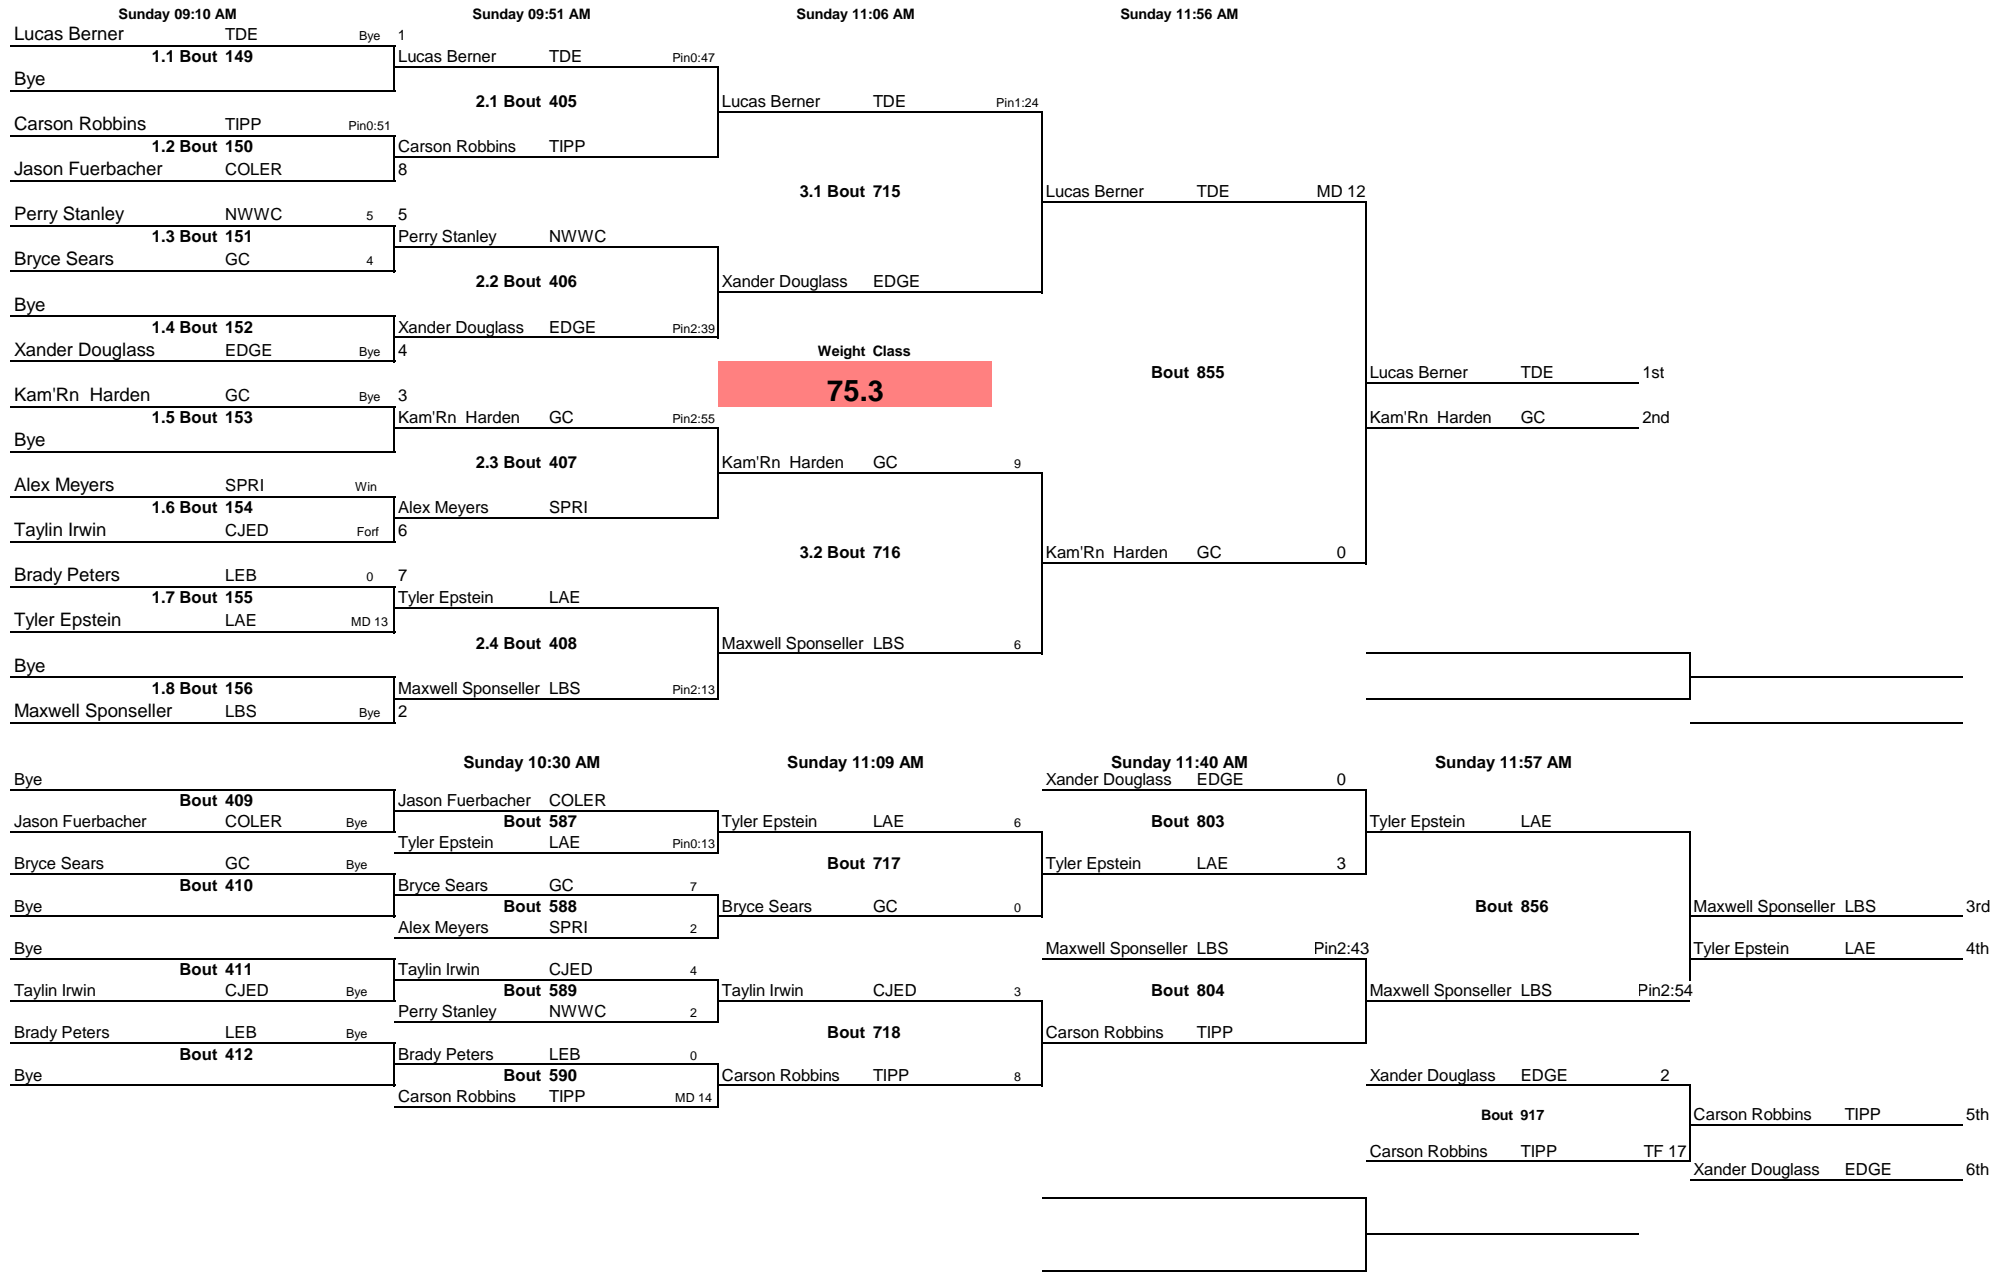 Sunday 09:10 AM Sunday 09:51 AM Sunday 11:06 AM Sunday 11:56 AM
Lucas Berner TDE Bye 1
1.1 Bout 149 Lucas Berner TDE Pin0:47
Bye
2.1 Bout 405 Lucas Berner TDE Pin1:24
Carson Robbins TIPP Pin0:51
1.2 Bout 150 Carson Robbins TIPP
Jason Fuerbacher COLER 8
3.1 Bout 715 Lucas Berner TDE MD 12
Perry Stanley NWWC 5 5
1.3 Bout 151 Perry Stanley NWWC
Bryce Sears GC 4
2.2 Bout 406 Xander Douglass EDGE
Bye
1.4 Bout 152 Xander Douglass EDGE Pin2:39
Xander Douglass EDGE Bye 4 Weight Class
Bout 855 Lucas Berner TDE 1st
Kam'Rn Harden GC Bye 3 75.3
1.5 Bout 153 Kam'Rn Harden GC Pin2:55 Kam'Rn Harden GC 2nd
Bye
2.3 Bout 407 Kam'Rn Harden GC 9
Alex Meyers SPRI Win
1.6 Bout 154 Alex Meyers SPRI
Taylin Irwin CJED Forf 6
3.2 Bout 716 Kam'Rn Harden GC 0
Brady Peters LEB 0 7
1.7 Bout 155 Tyler Epstein LAE
Tyler Epstein LAE MD 13
2.4 Bout 408 Maxwell Sponseller LBS 6
Bye
1.8 Bout 156 Maxwell Sponseller LBS Pin2:13
Maxwell Sponseller LBS Bye 2
Sunday 10:30 AM Sunday 11:09 AM Sunday 11:40 AM Sunday 11:57 AM
Bye Xander Douglass EDGE 0
Bout 409 Jason Fuerbacher COLER
Jason Fuerbacher COLER Bye Bout 587 Tyler Epstein LAE 6 Bout 803 Tyler Epstein LAE
Tyler Epstein LAE Pin0:13
Bryce Sears GC Bye Bout 717 Tyler Epstein LAE 3
Bout 410 Bryce Sears GC 7
Bye Bout 588 Bryce Sears GC 0 Bout 856 Maxwell Sponseller LBS 3rd
Alex Meyers SPRI 2
Bye Maxwell Sponseller LBS Pin2:43 Tyler Epstein LAE 4th
Bout 411 Taylin Irwin CJED 4
Taylin Irwin CJED Bye Bout 589 Taylin Irwin CJED 3 Bout 804 Maxwell Sponseller LBS Pin2:54
Perry Stanley NWWC 2
Brady Peters LEB Bye Bout 718 Carson Robbins TIPP
Bout 412 Brady Peters LEB 0
Bye Bout 590 Carson Robbins TIPP 8 Xander Douglass EDGE 2
Carson Robbins TIPP MD 14
Bout 917 Carson Robbins TIPP 5th
Carson Robbins TIPP TF 17
Xander Douglass EDGE 6th